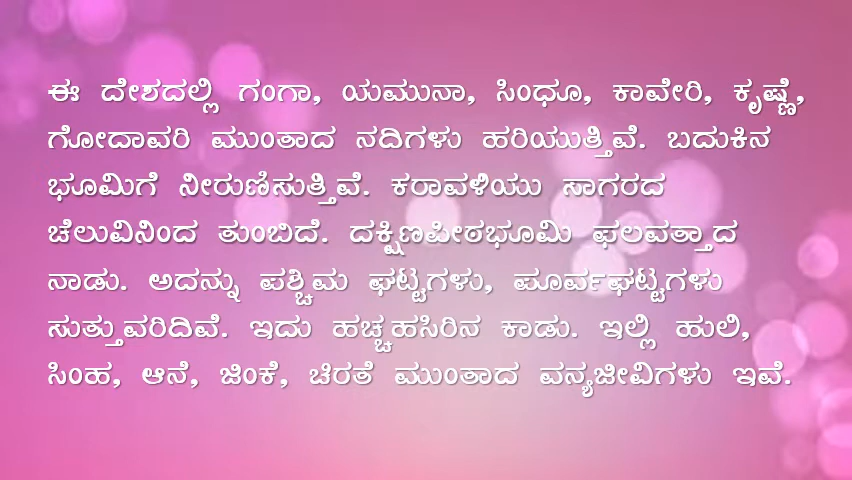 ಈ ದೇಶದಲ್ಲಿ ಗಂಗಾ, ಯಮುನಾ, ಸಿಂಧೂ, ಕಾವೇರಿ, ಕೃಷ್ಣೆ,
ಗೋದಾವರಿ ಮುಂತಾದ ನದಿಗಳು ಹರಿಯುತ್ತಿವೆ. ಬದುಕಿನ
ಭೂಮಿಗೆ ನೀರುಣಿಸುತ್ತಿವೆ. ಕರಾವಳಿಯು ಸಾಗರದ
ಚೆಲುವಿನಿಂದ ತುಂಬಿದೆ. ದಕ್ಷಿಣಪೀಠಭೂಮಿ ಫಲವತ್ತಾದ
ನಾಡು. ಅದನ್ನು ಪಶ್ಚಿಮ ಘಟ್ಟಗಳು, ಪೂರ್ವಘಟ್ಟಗಳು
ಸುತ್ತುವರಿದಿವೆ. ಇದು ಹಚ್ಚಹಸಿರಿನ ಕಾಡು. ಇಲ್ಲಿ ಹುಲಿ,
ಸಿಂಹ, ಆನೆ, ಜಿಂಕೆ, ಚಿರತೆ ಮುಂತಾದ ವನ್ಯಜೀವಿಗಳು ಇವೆ.